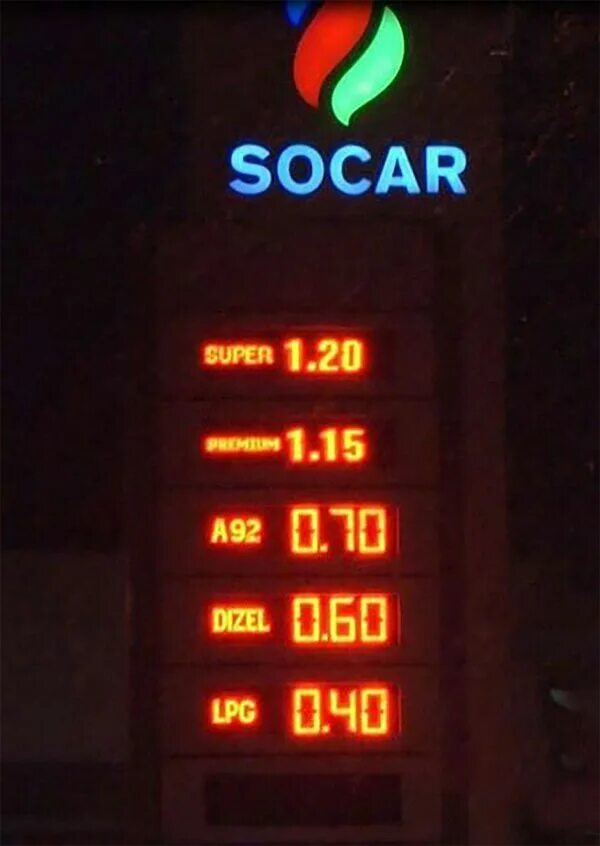 SOCAR
SUPER 1.20
PREMIUM 1.15
A92 0.70
DIZEL 0.60
LPG 0.40